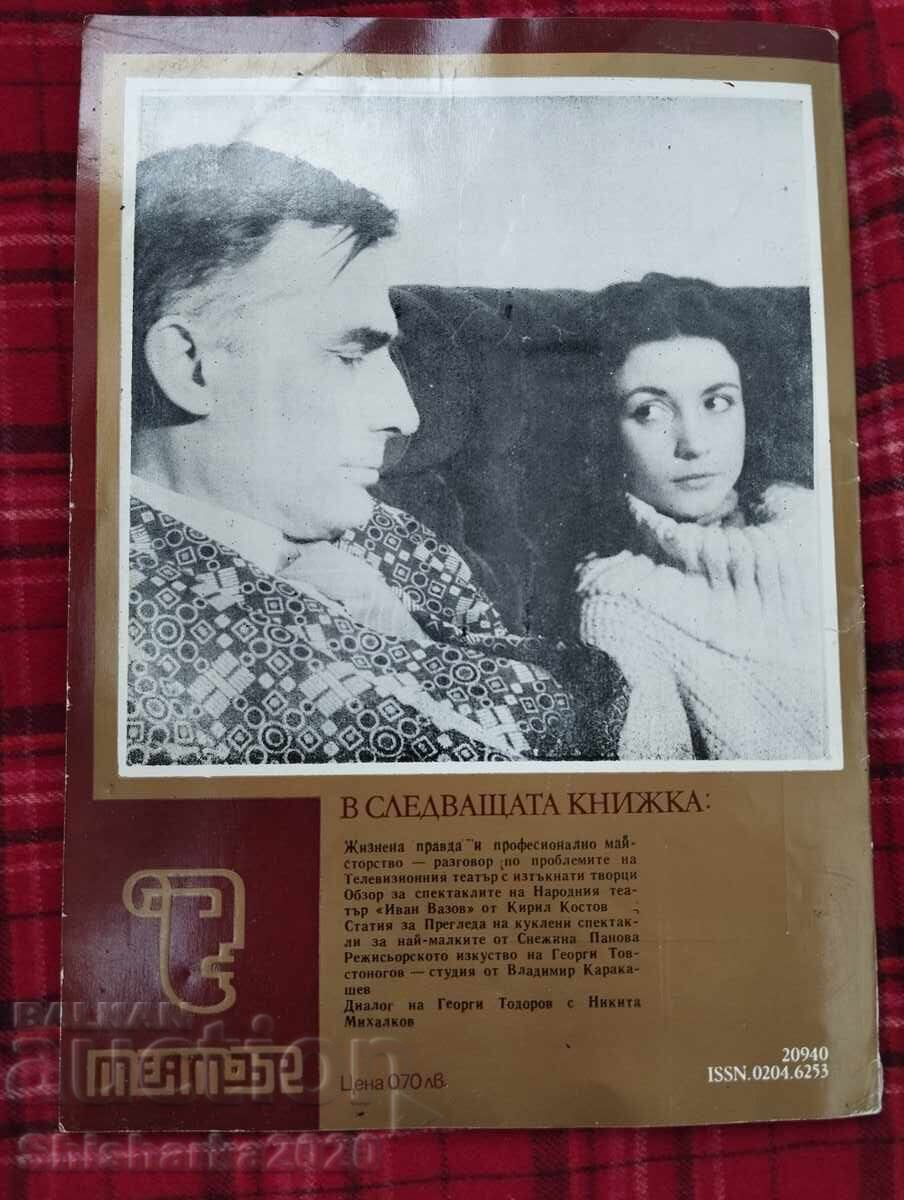 В СЛЕДВАЩАТА КНИЖКА:
Жизнена правда и професионално май-
сторство — разговор по проблемите на
Телевизионния театър с изтъкнати творци
Обзор за спектаклите на Народния теа-
тър «Иван Вазов» от Кирил Костов
Статия за Прегледа на куклени спектак-
ли за най-малките от Снежина Панова
Режисьорското изкуство на Георги Тов-
стоногов — студия от Владимир Карака-
шев
Диалог на Георги Тодоров с Никита
Михалков
театър
Цена 0.70 лв.
20940
ISSN.0204.6253
BALKAN
auction
Shisharka2020